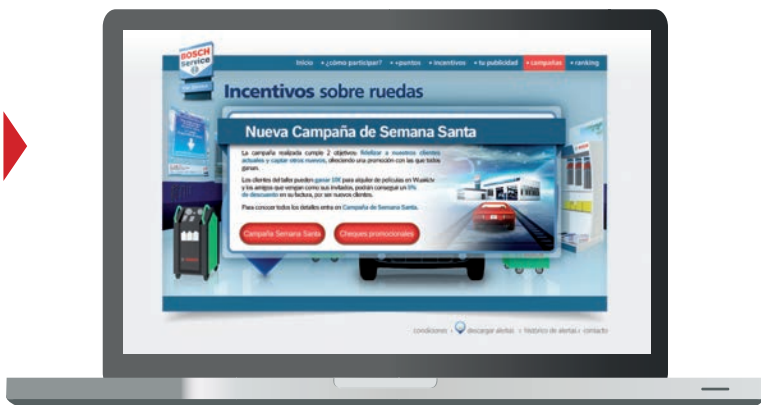 BOSCH
Service
Inicio • ¿cómo participar? • +puntos • incentivos • tu publicidad • campañas • ranking
Incentivos sobre ruedas
Nueva Campaña de Semana Santa
La campaña realizada cumple 2 objetivos: fidelizar a nuestros clientes
actuales y captar otros nuevos, ofreciendo una promoción con las que todos
ganan.
Los clientes del taller pueden ganar 10€ para alquiler de películas en Wuaki.tv
y los amigos que vengan como sus invitados, podrán conseguir un 5%
de descuento en su factura, por ser nuevos clientes.
Para conocer todos los detalles entra en Campaña de Semana Santa.
Campaña Semana Santa
Cheques promocionales
condiciones descargar alertas histórico de alertas contacto